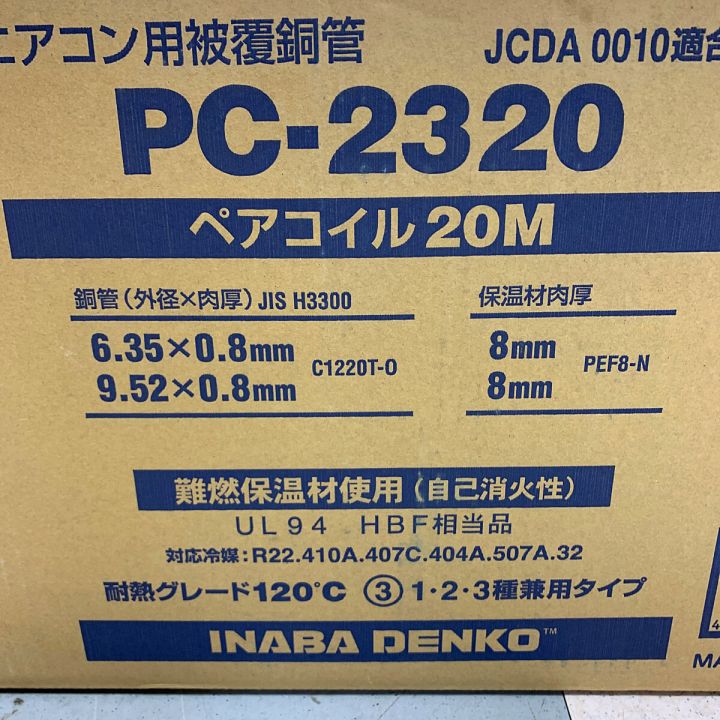 エアコン用被覆銅管 JCDA 0010適合
PC-2320
ペアコイル 20M
銅管(外径×肉厚)JIS H3300
6.35×0.8mm
9.52×0.8mm
C1220T-O
保温材肉厚
8mm
8mm
PEF8-N
難燃保温材使用(自己消火性)
UL94 HBF相当品
対応冷媒:R22.410A.407C.404A.507A.32
耐熱グレード120℃ ③1・2・3種兼用タイプ
INABA DENKO™
4
MA